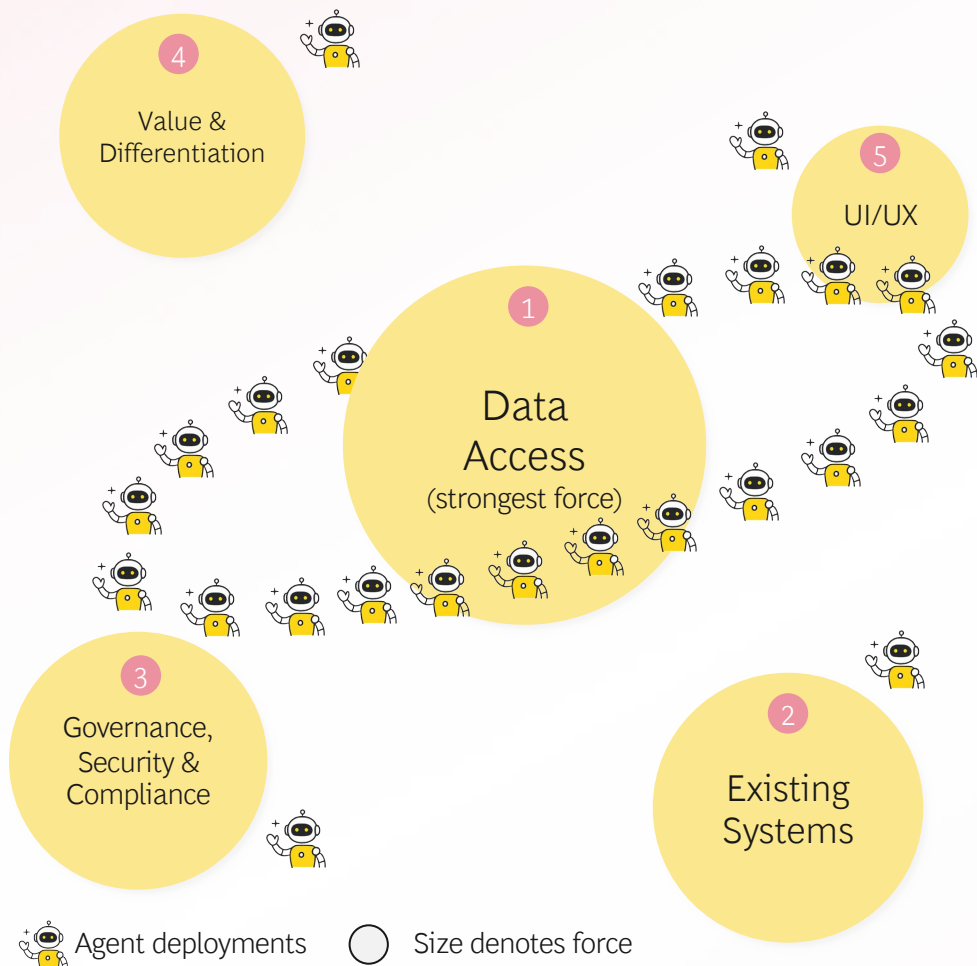 4
Value &
Differentiation
5
UI/UX
1
Data
Access
(strongest force)
3
Governance,
Security &
Compliance
2
Existing
Systems
Agent deployments
Size denotes force